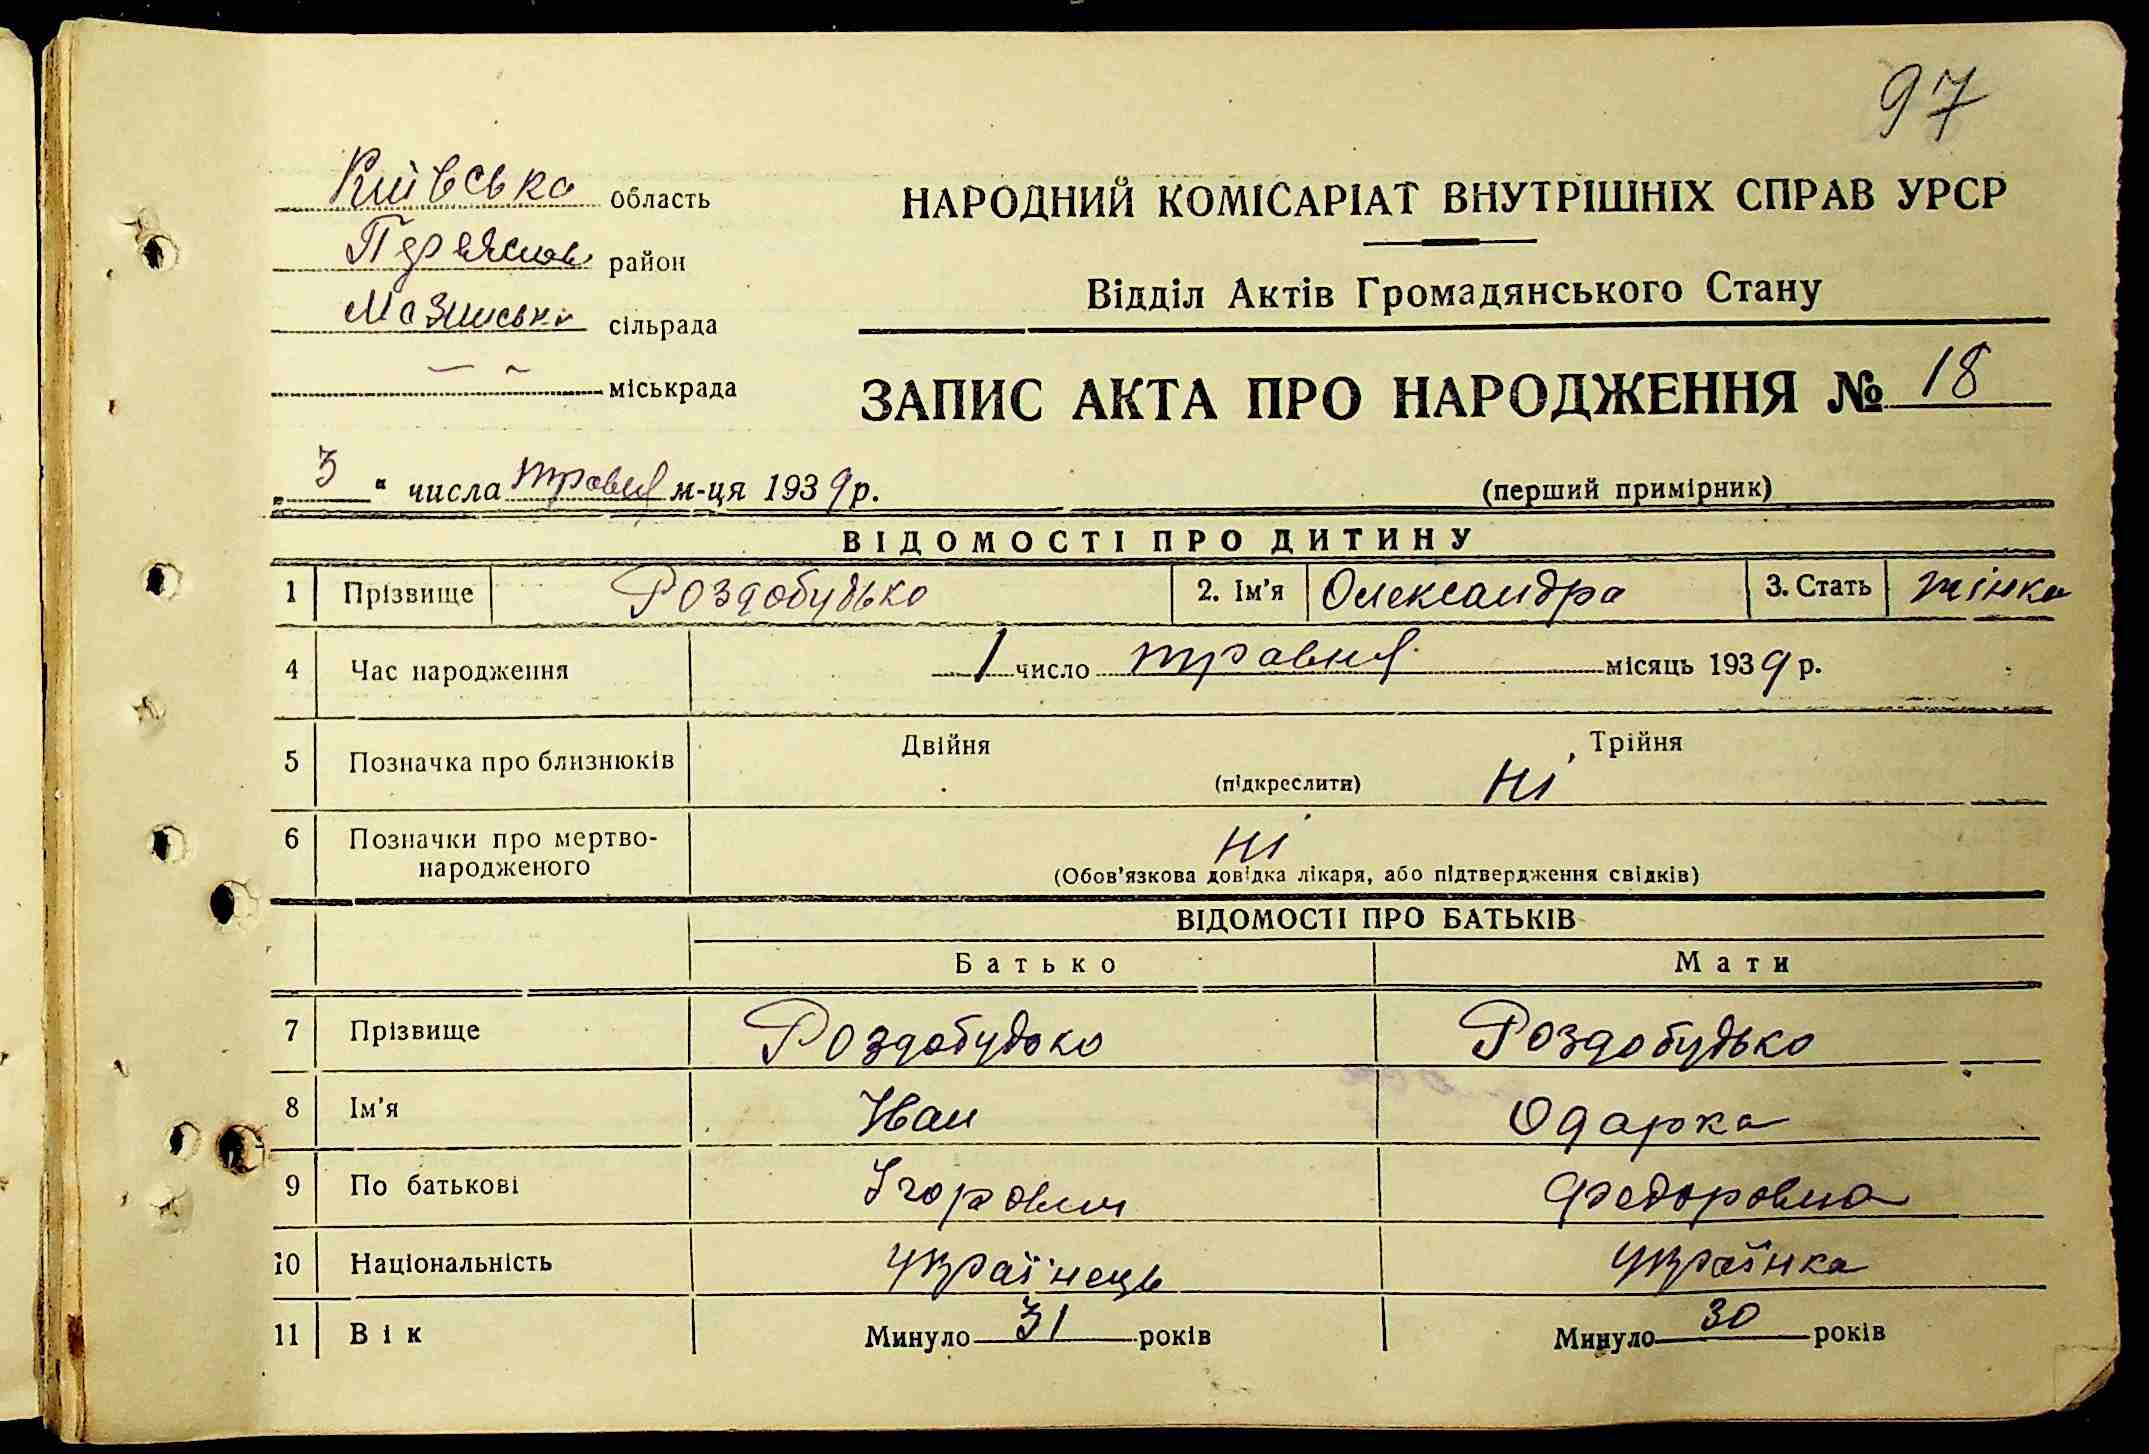 97
Київська область
район
сільрада
міськрада
НАРОДНИЙ КОМІСАРІАТ ВНУТРІШНІХ СПРАВ УРСР
Відділ Актів Громадянського Стану
ЗАПИС АКТА ПРО НАРОДЖЕННЯ № 18
„ 3 “ числа травня м-ця 1939 р.
(перший примірник)
ВІДОМОСТІ ПРО ДИТИНУ
1 Прізвище Роздобудько 2. Ім'я Олександра 3. Стать жінка
4 Час народження 1 число травня місяць 1939 р.
5 Позначка про близнюків Двійня Трійня
(підкреслити) ні
6 Позначки про мертво-
народженого ні
(Обов'язкова довідка лікаря, або підтвердження свідків)
ВІДОМОСТІ ПРО БАТЬКІВ
Батько Мати
7 Прізвище Роздобудько Роздобудько
8 Ім'я Іван Одарка
9 По батькові Ігорович Федоровна
10 Національність українець українка
11 Вік Минуло 31 років Минуло 30 років